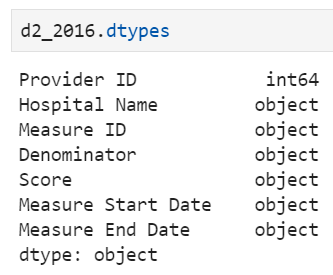 d2_2016.dtypes
Provider ID int64
Hospital Name object
Measure ID object
Denominator object
Score object
Measure Start Date object
Measure End Date object
dtype: object